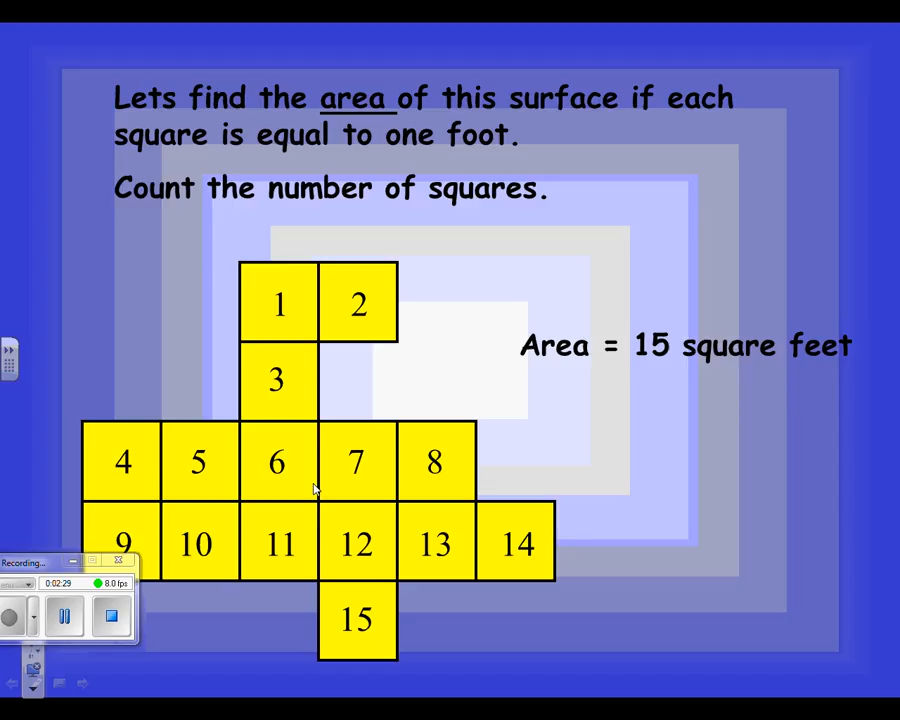 Lets find the area of this surface if each
square is equal to one foot.
Count the number of squares.
1 2
Area = 15 square feet
3
4 5 6 7 8
9 10 11 12 13 14
Recording...
0:02:29 8.0 fps
15